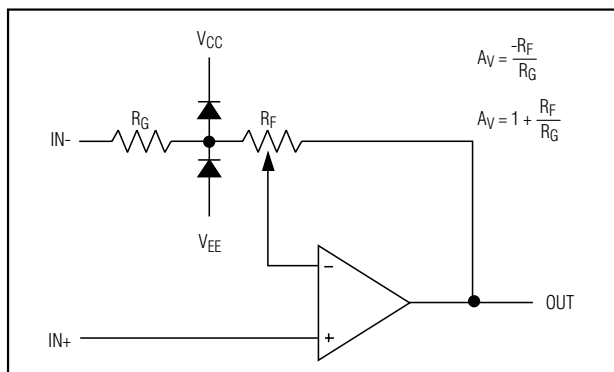 V_CC
A_V = -R_F / R_G
R_G
R_F
IN-
A_V = 1 + R_F / R_G
V_EE
−
OUT
IN+
+